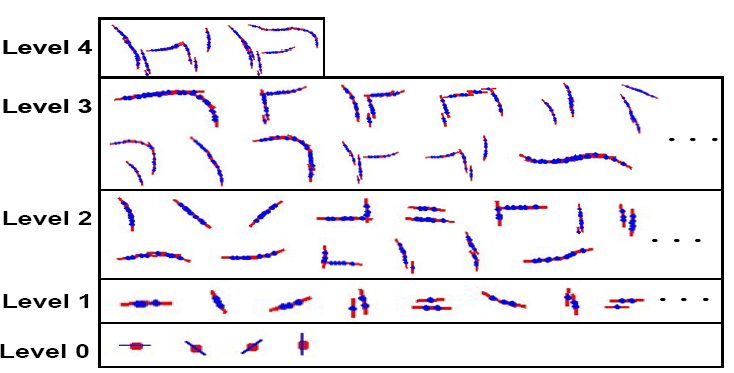 Level 4
Level 3
. . .
Level 2
. . .
Level 1
. . .
Level 0